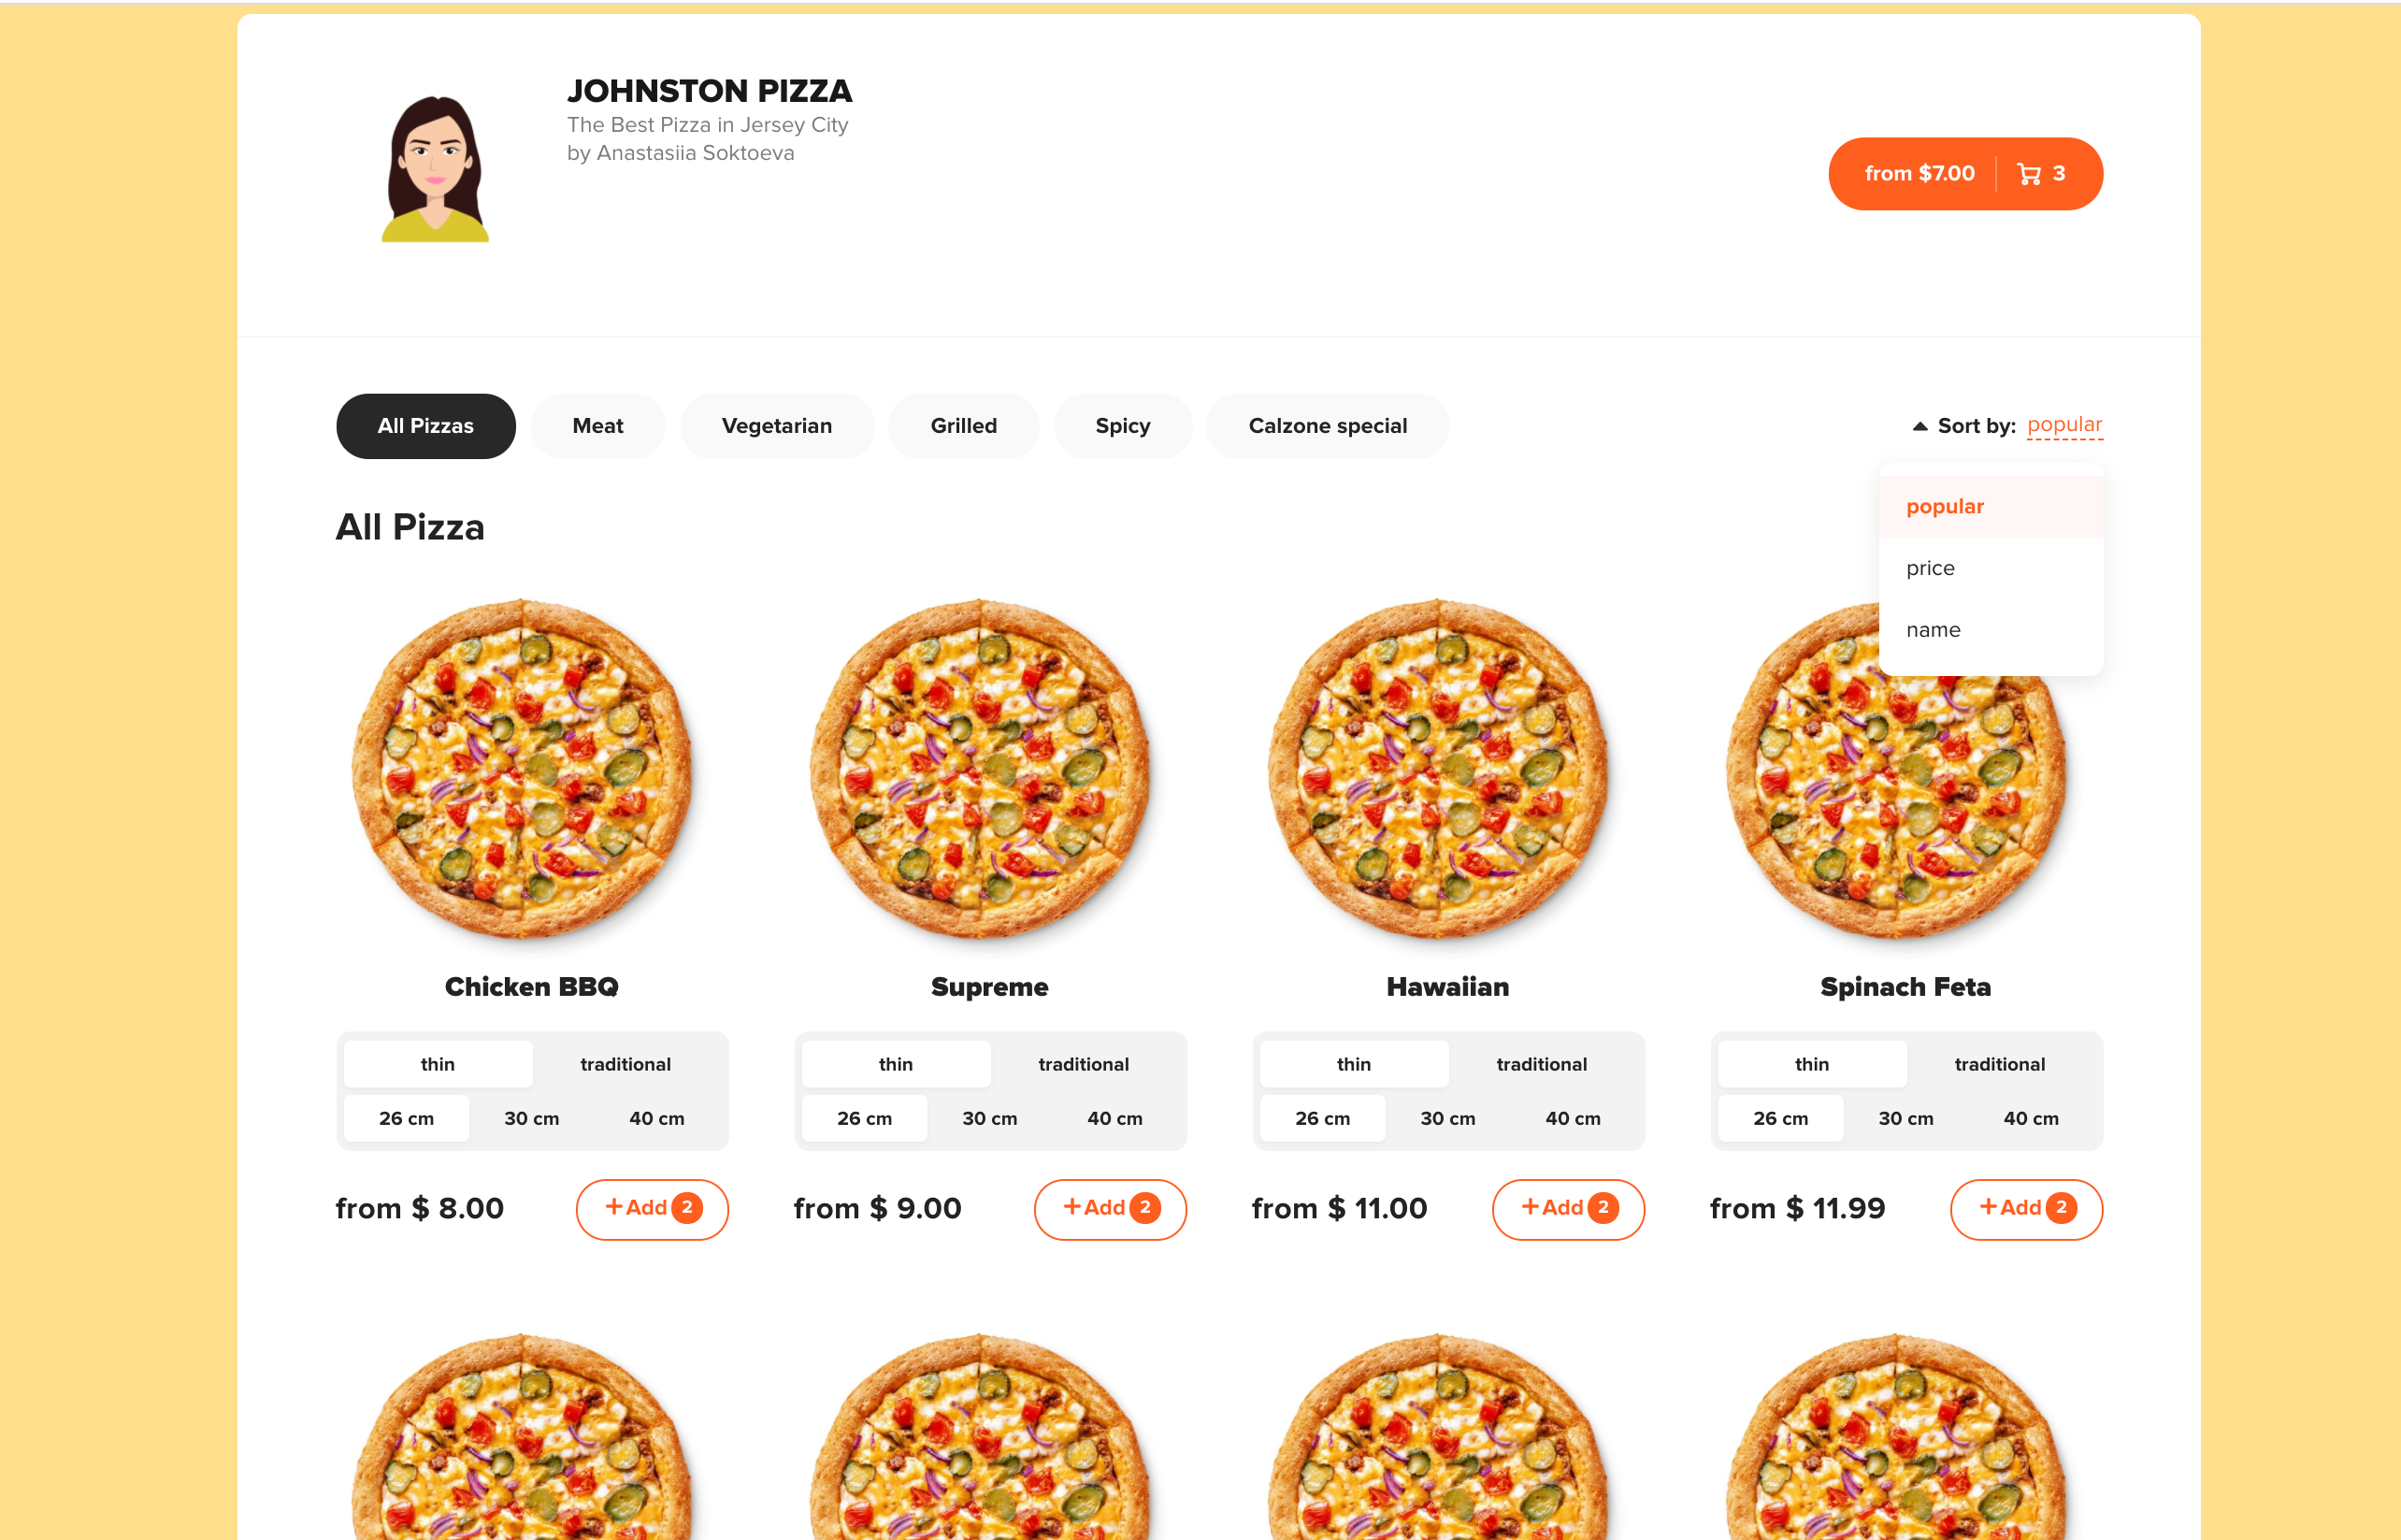 JOHNSTON PIZZA
The Best Pizza in Jersey City
by Anastasiia Soktoeva
from $7.00 3
All Pizzas Meat Vegetarian Grilled Spicy Calzone special Sort by: popular
popular
price
name
All Pizza
Chicken BBQ Supreme Hawaiian Spinach Feta
thin traditional thin traditional thin traditional thin traditional
26 cm 30 cm 40 cm 26 cm 30 cm 40 cm 26 cm 30 cm 40 cm 26 cm 30 cm 40 cm
from $ 8.00 +Add 2 from $ 9.00 +Add 2 from $ 11.00 +Add 2 from $ 11.99 +Add 2